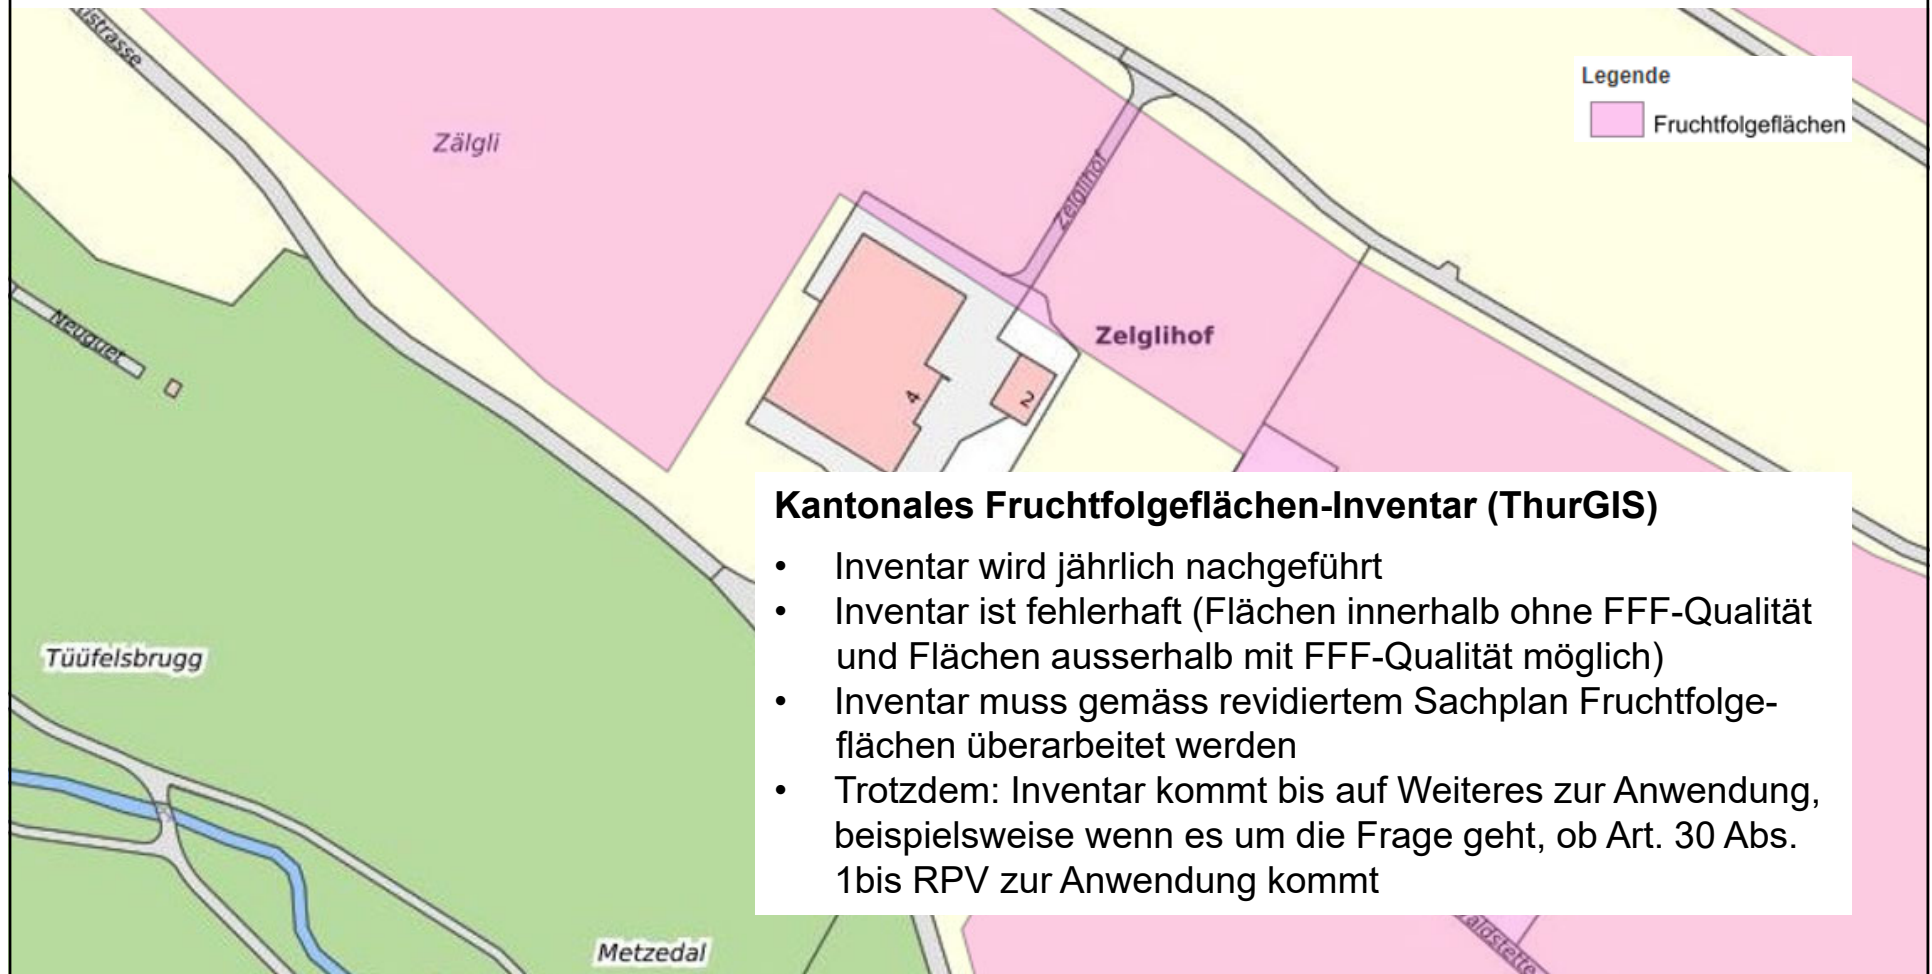 Legende
Fruchtfolgeflächen
Zälgli
Zelglihof
Zelglihof
Neuguet
4
2
Kantonales Fruchtfolgeflächen-Inventar (ThurGIS)
• Inventar wird jährlich nachgeführt
• Inventar ist fehlerhaft (Flächen innerhalb ohne FFF-Qualität
und Flächen ausserhalb mit FFF-Qualität möglich)
• Inventar muss gemäss revidiertem Sachplan Fruchtfolge-
flächen überarbeitet werden
• Trotzdem: Inventar kommt bis auf Weiteres zur Anwendung,
beispielsweise wenn es um die Frage geht, ob Art. 30 Abs.
1bis RPV zur Anwendung kommt
Tüüfelsbrugg
Metzedal